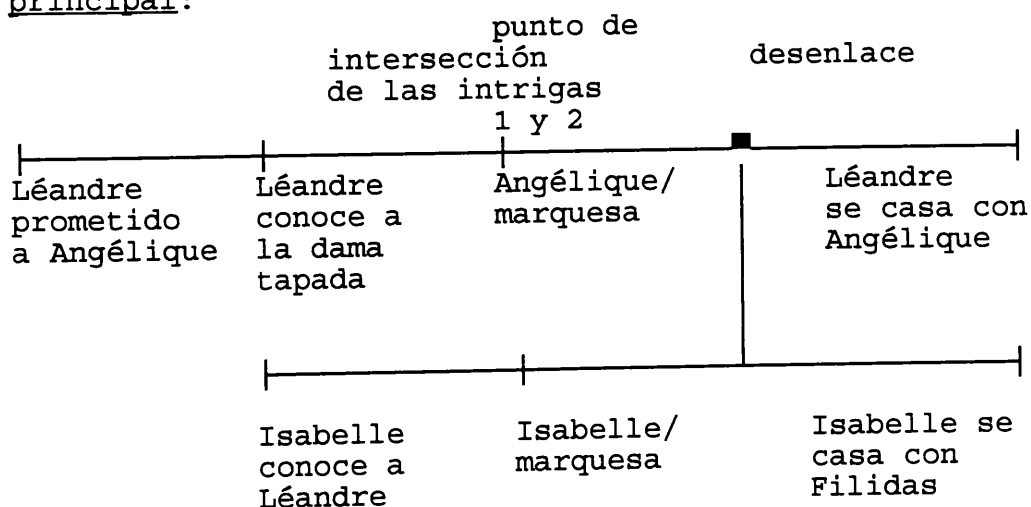 principal:
punto de
intersección
de las intrigas
1 y 2
desenlace
Léandre
prometido
a Angélique
Léandre
conoce a
la dama
tapada
Angélique/
marquesa
Léandre
se casa con
Angélique
Isabelle
conoce a
Léandre
Isabelle/
marquesa
Isabelle se
casa con
Filidas